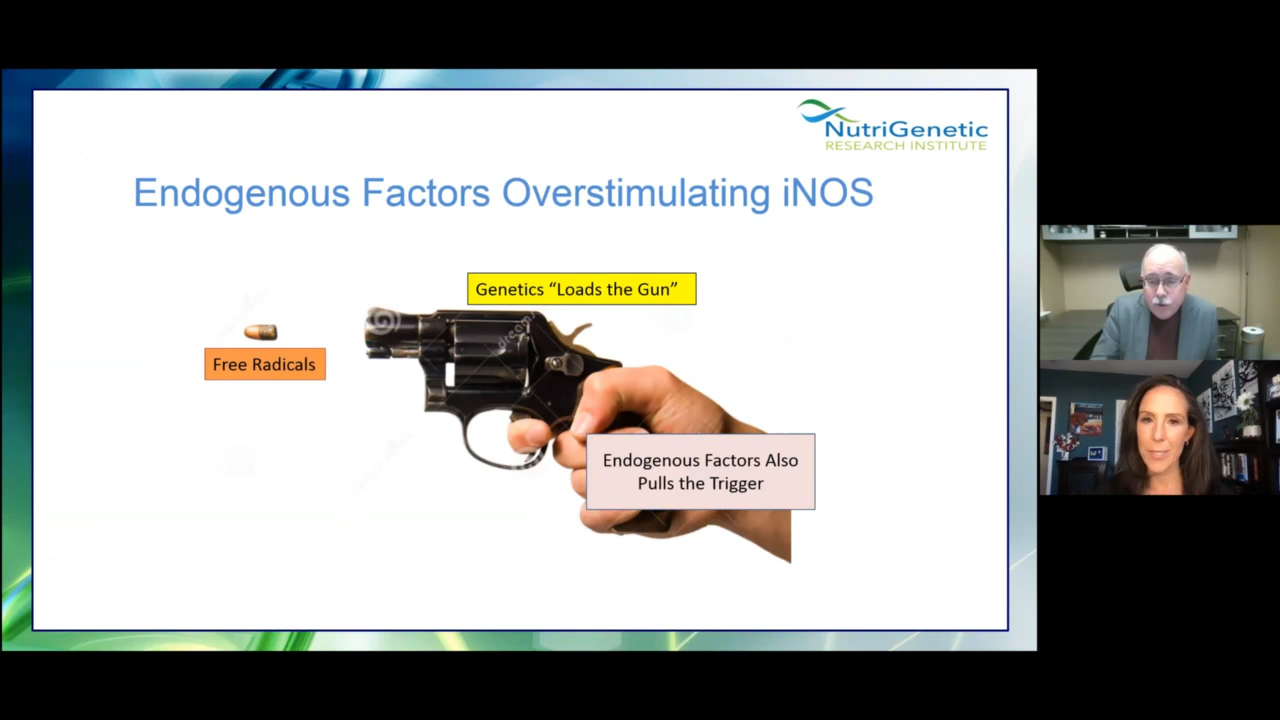 NutriGenetic
RESEARCH INSTITUTE
Endogenous Factors Overstimulating iNOS
Genetics “Loads the Gun”
Free Radicals
Endogenous Factors Also
Pulls the Trigger